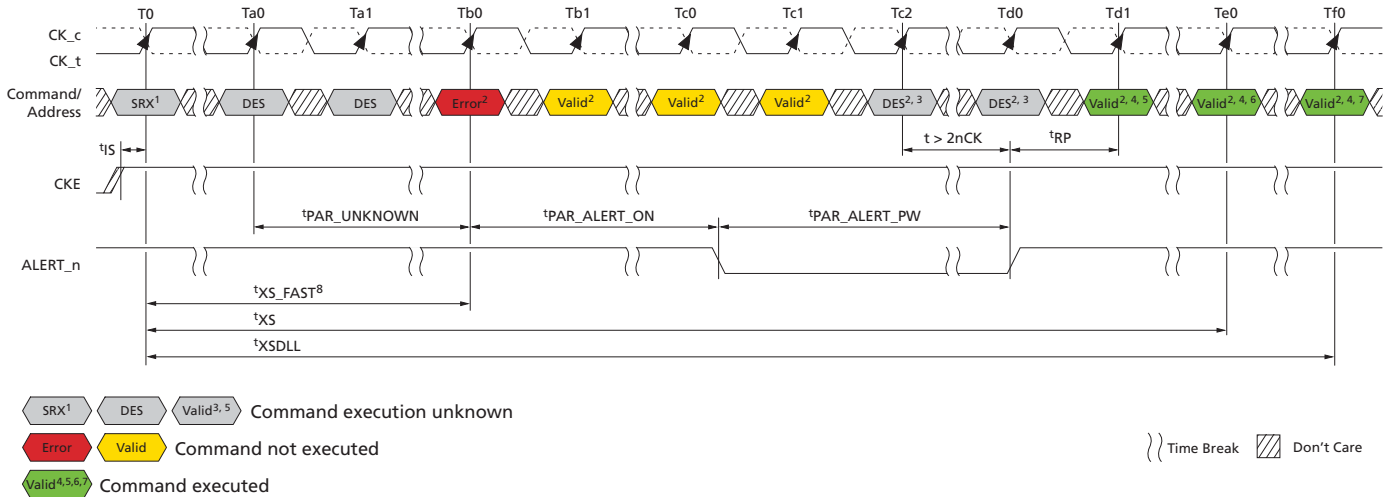 T0 Ta0 Ta1 Tb0 Tb1 Tc0 Tc1 Tc2 Td0 Td1 Te0 Tf0
CK_c
CK_t
Command/
Address
SRX¹ DES DES Error² Valid² Valid² Valid² DES²,³ DES²,³ Valid²,⁴,⁵ Valid²,⁴,⁶ Valid²,⁴,⁷
t > 2nCK ᵗRP
ᵗIS
CKE
ᵗPAR_UNKNOWN ᵗPAR_ALERT_ON ᵗPAR_ALERT_PW
ALERT_n
ᵗXS_FAST⁸
ᵗXS
ᵗXSDLL
SRX¹ DES Valid³,⁵ Command execution unknown
Error Valid Command not executed
Time Break Don't Care
Valid⁴,⁵,⁶,⁷ Command executed